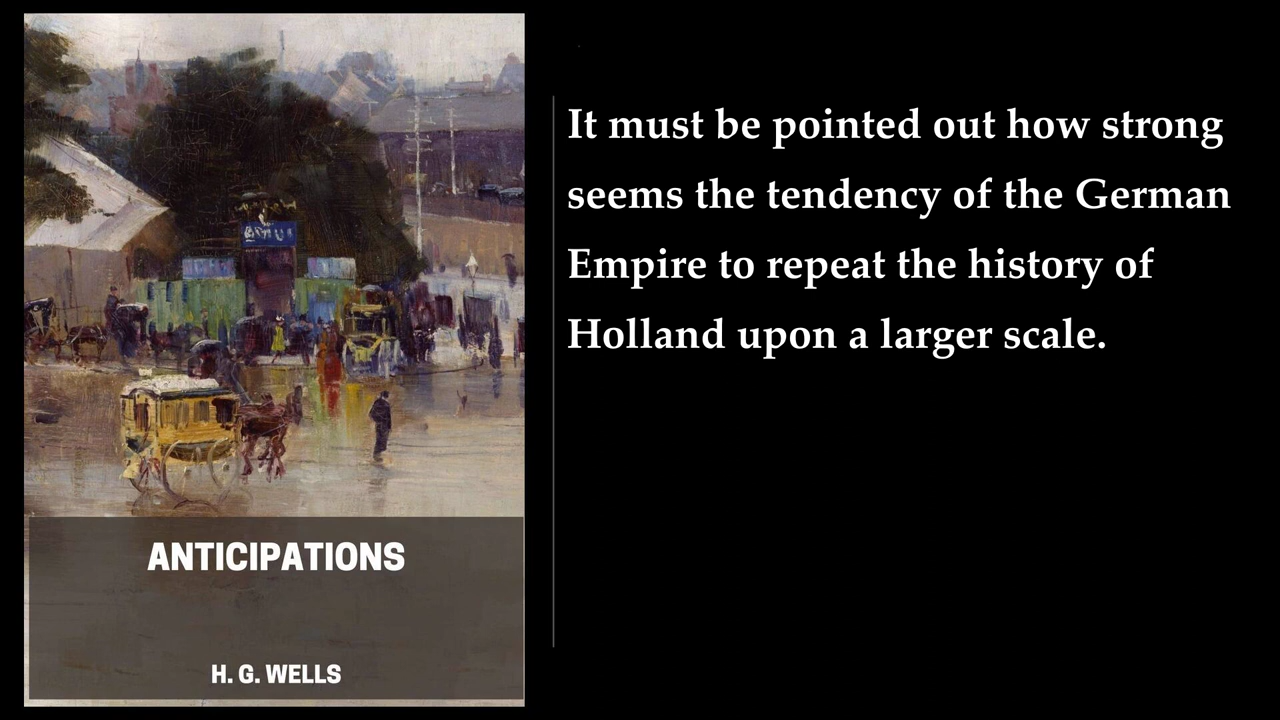 It must be pointed out how strong
seems the tendency of the German
Empire to repeat the history of
Holland upon a larger scale.
ANTICIPATIONS
H. G. WELLS